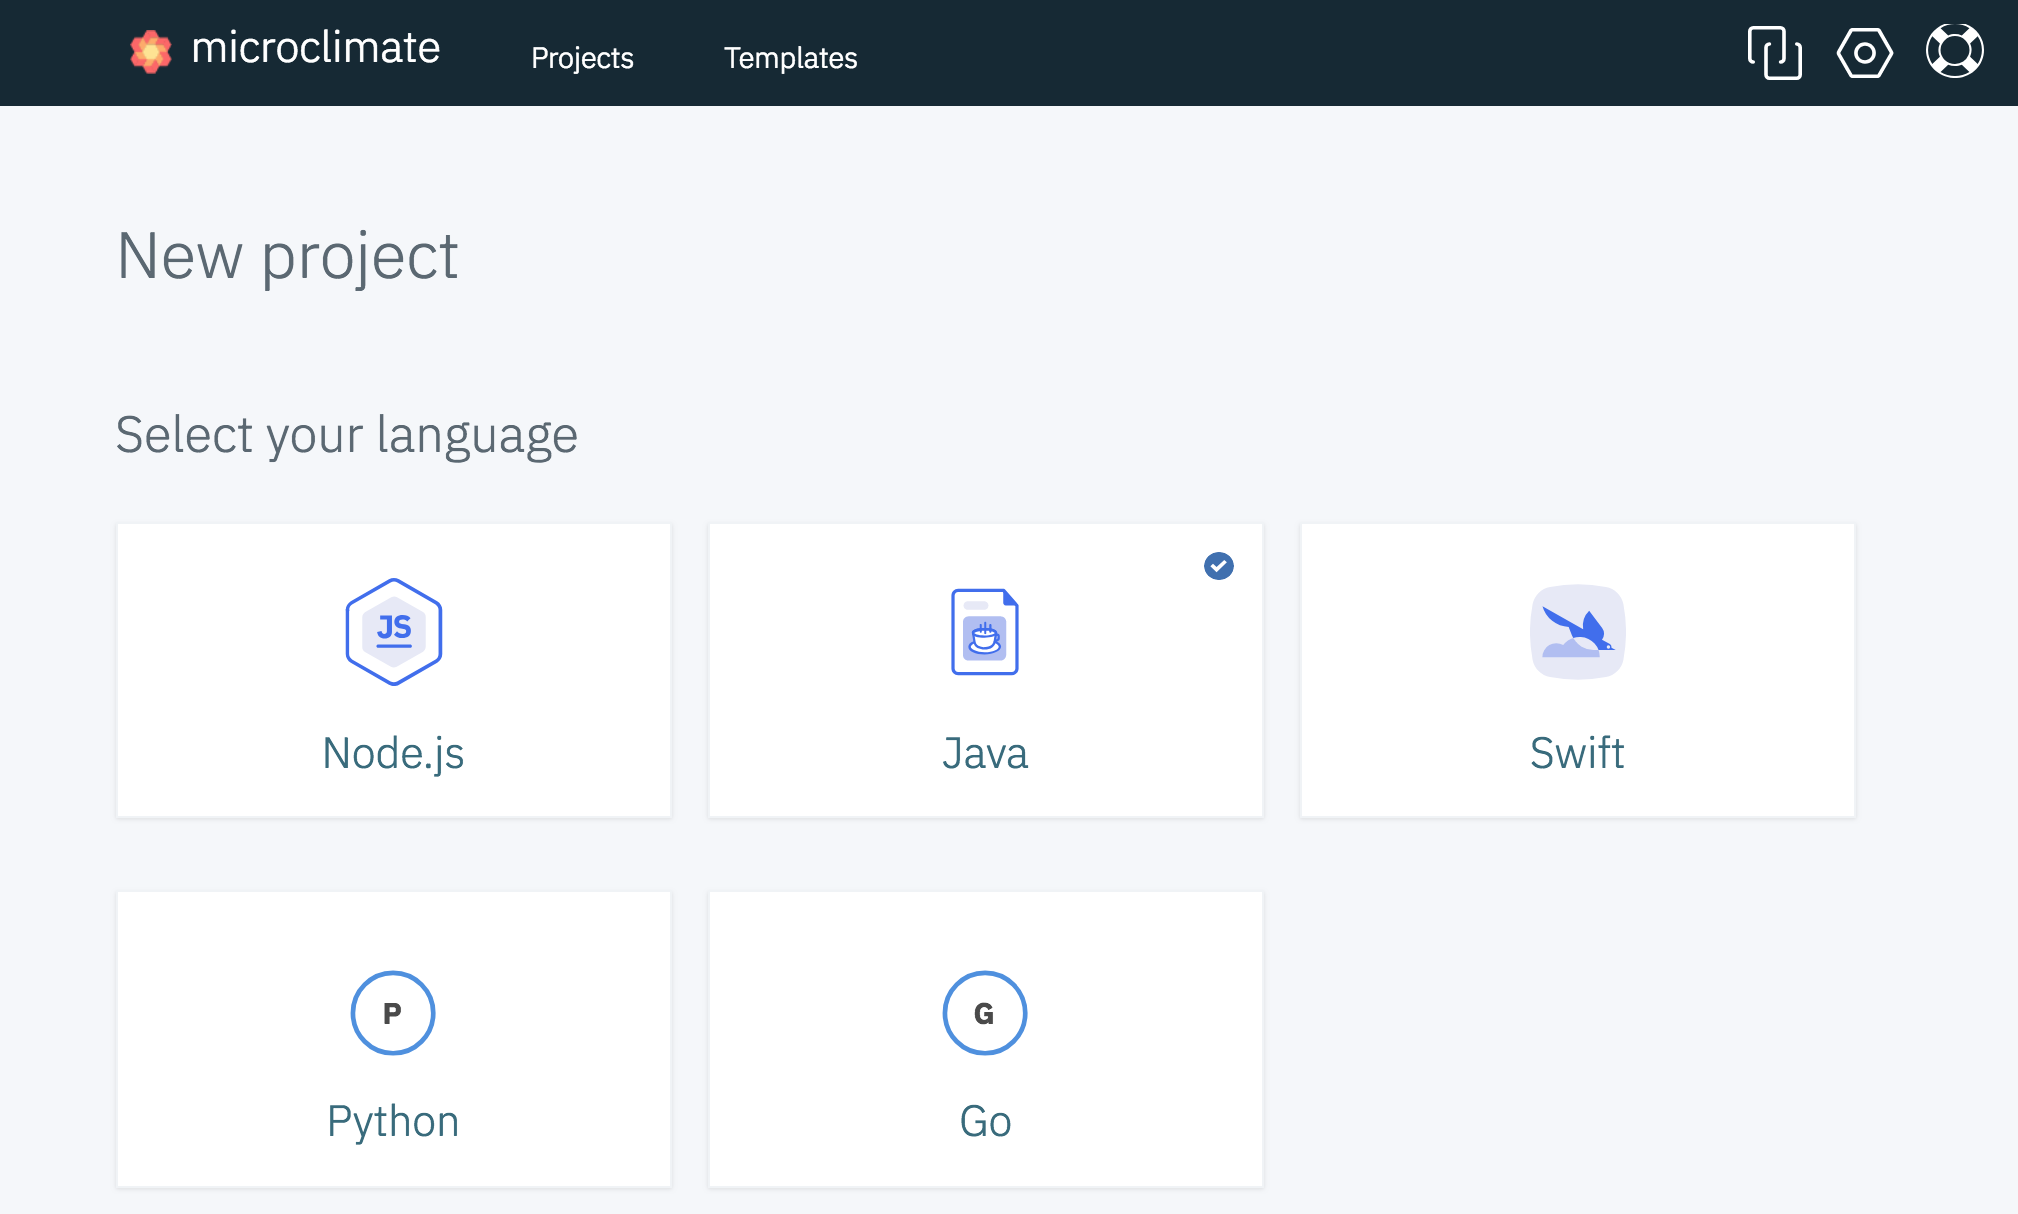 microclimate
Projects
Templates
New project
Select your language
JS
Node.js
Java
Swift
P
Python
G
Go